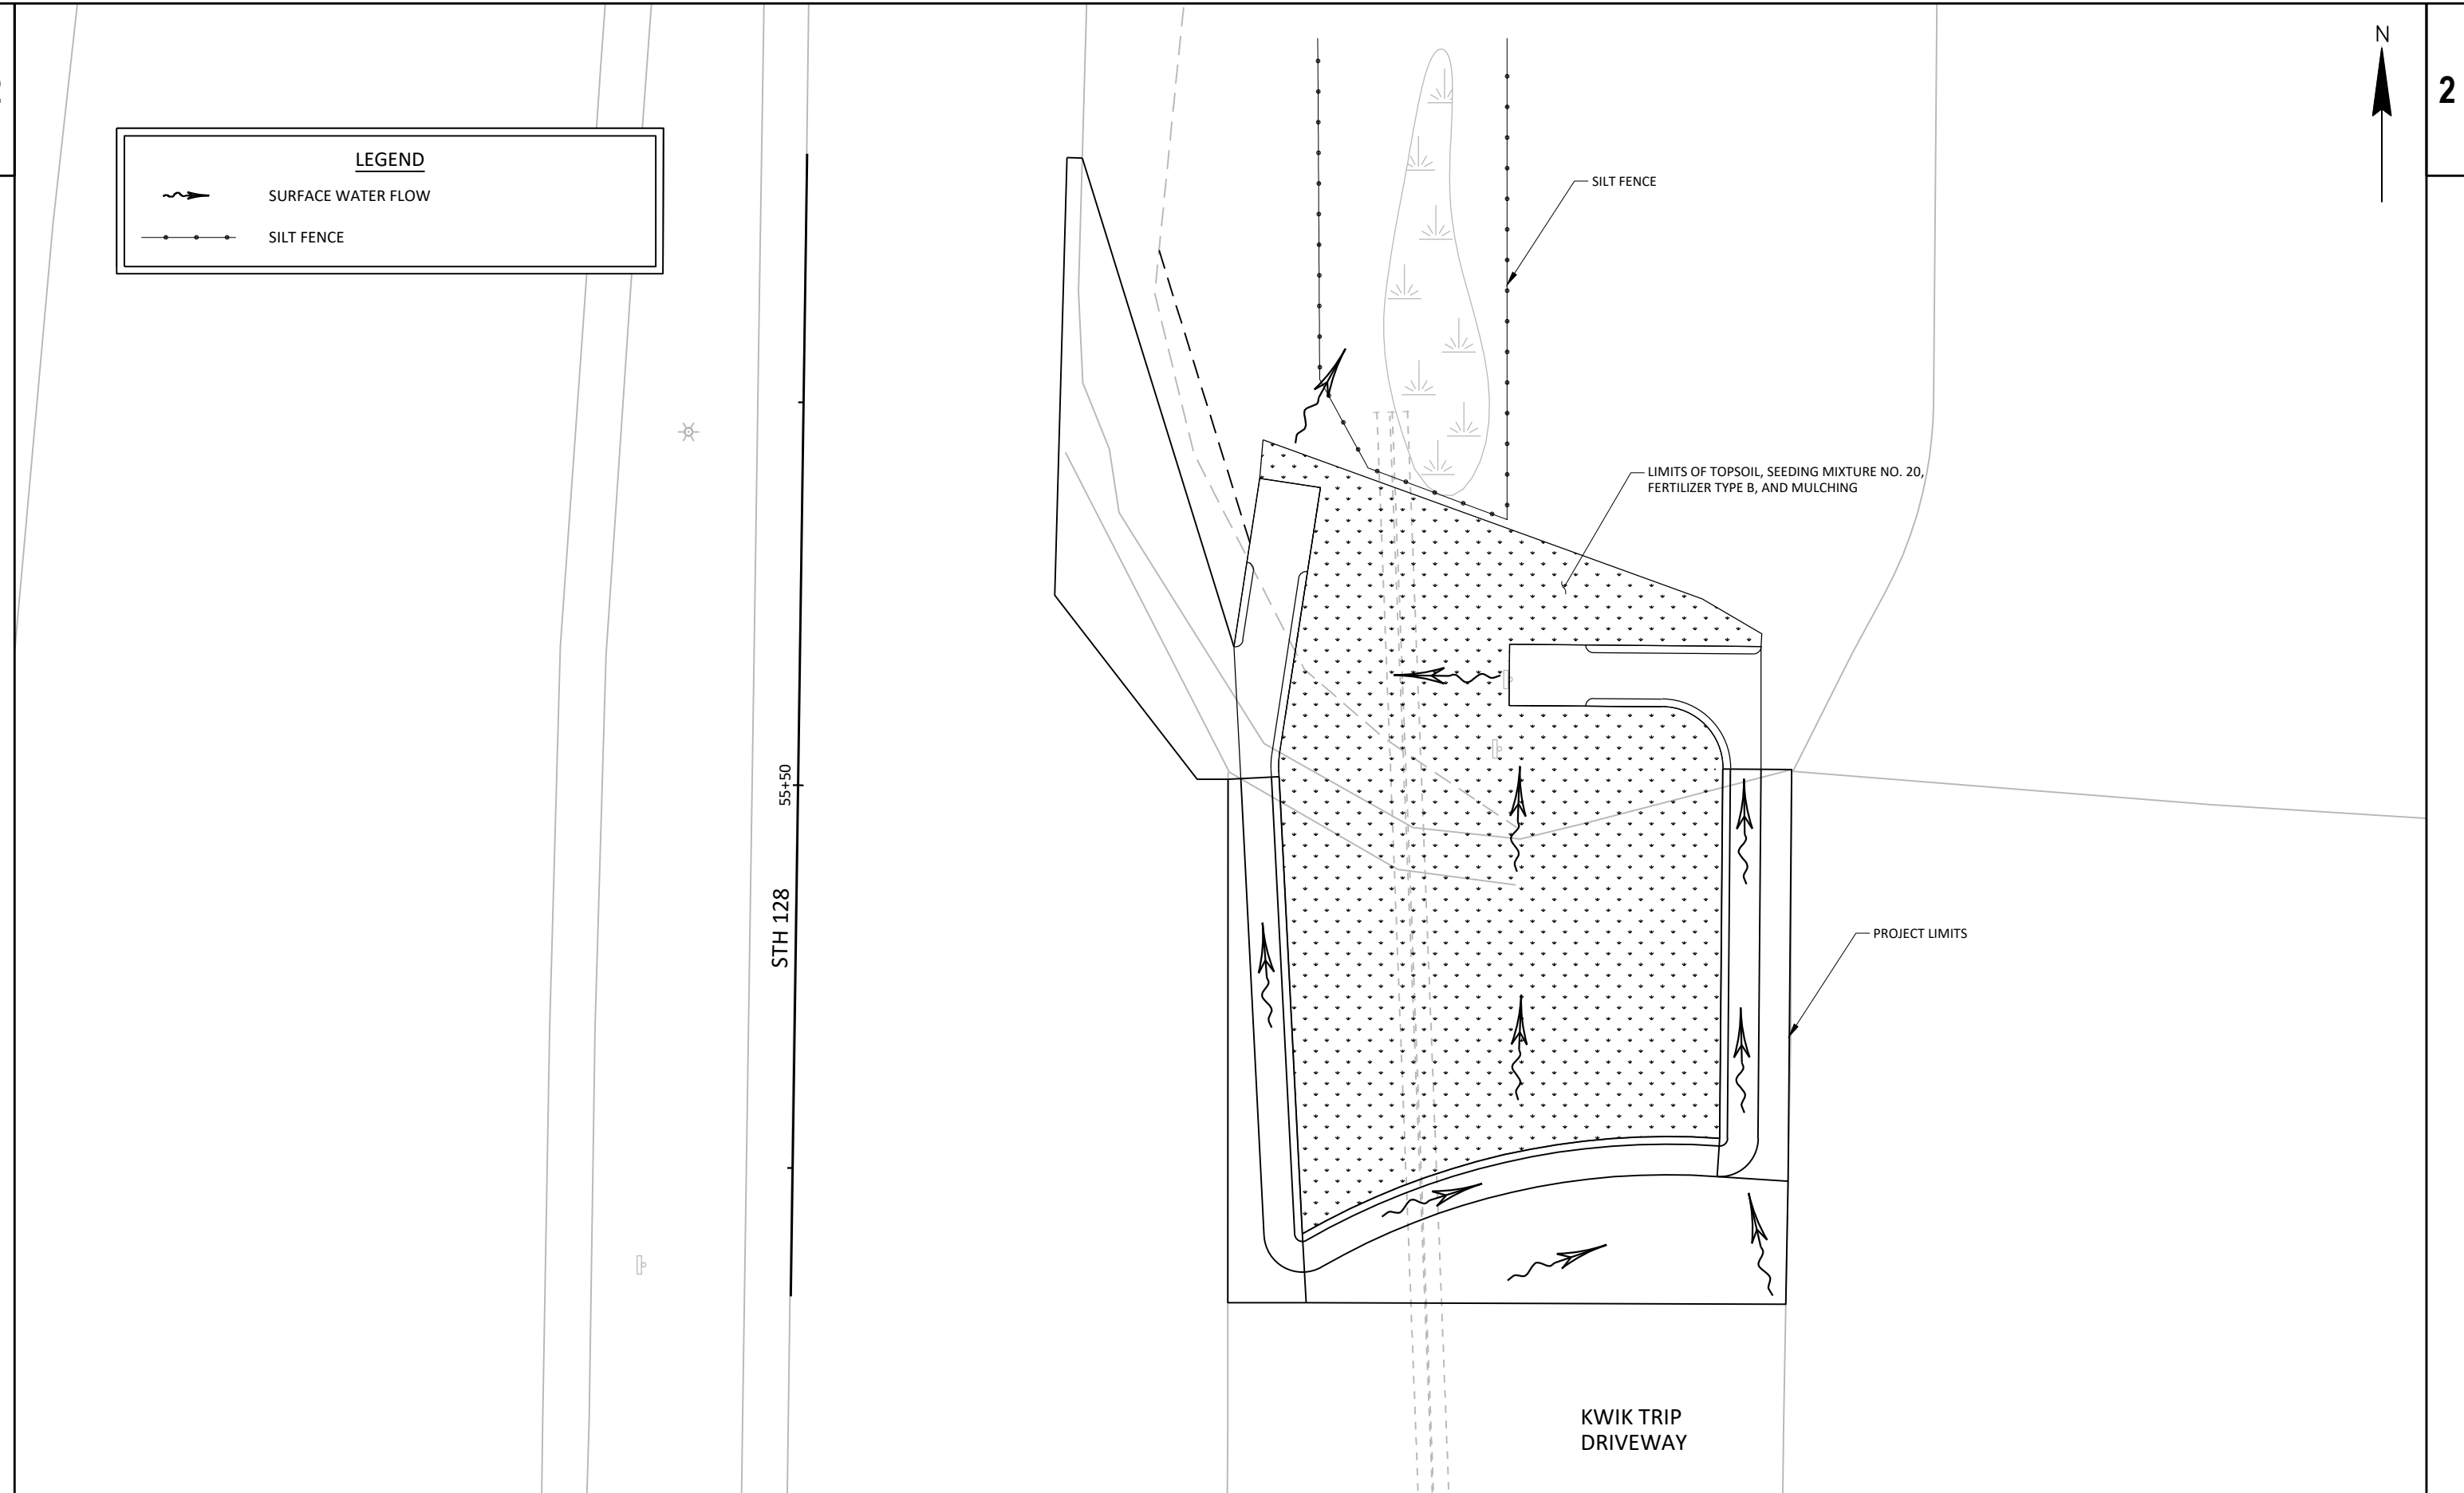 N
2
LEGEND
SURFACE WATER FLOW
SILT FENCE
SILT FENCE
LIMITS OF TOPSOIL, SEEDING MIXTURE NO. 20,
FERTILIZER TYPE B, AND MULCHING
55+50
STH 128
PROJECT LIMITS
KWIK TRIP
DRIVEWAY